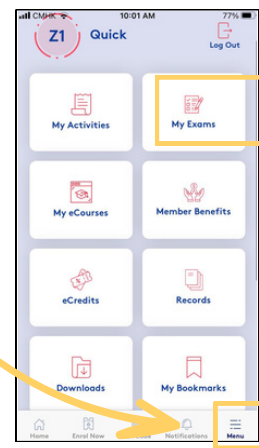 CMHK 10:01 AM 77%
Z1 Quick
Log Out
My Activities My Exams
My eCourses Member Benefits
eCredits Records
Downloads My Bookmarks
Home Enrol Now Notifications Menu